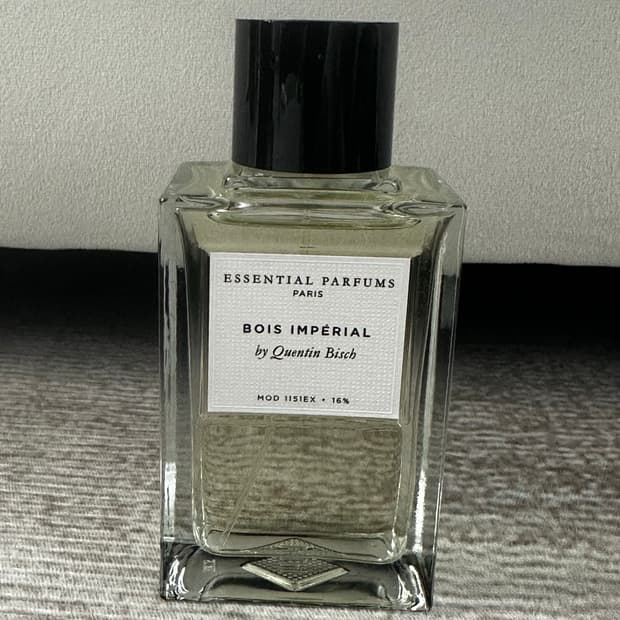 ESSENTIAL PARFUMS
PARIS
BOIS IMPÉRIAL
by Quentin Bisch
MOD 1151EX • 16%